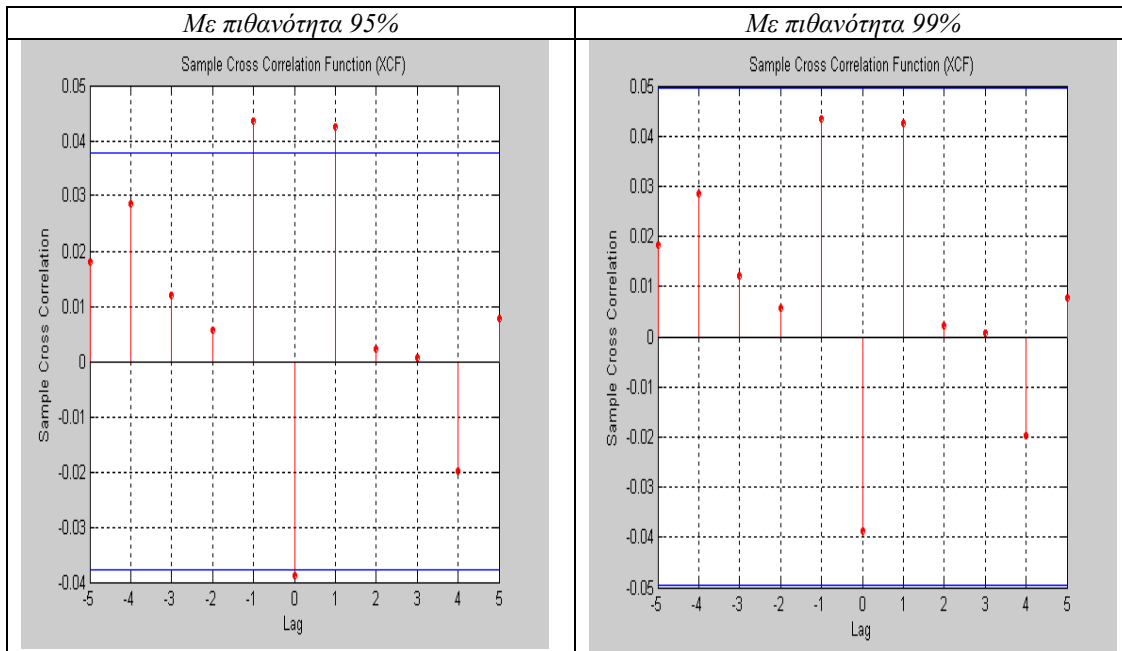 Με πιθανότητα 95%
Με πιθανότητα 99%
Sample Cross Correlation Function (XCF)
0.05
0.04
0.03
0.02
0.01
0
-0.01
-0.02
-0.03
-0.04
Sample Cross Correlation
-5 -4 -3 -2 -1 0 1 2 3 4 5
Lag
Sample Cross Correlation Function (XCF)
0.05
0.04
0.03
0.02
0.01
0
-0.01
-0.02
-0.03
-0.04
-0.05
Sample Cross Correlation
-5 -4 -3 -2 -1 0 1 2 3 4 5
Lag